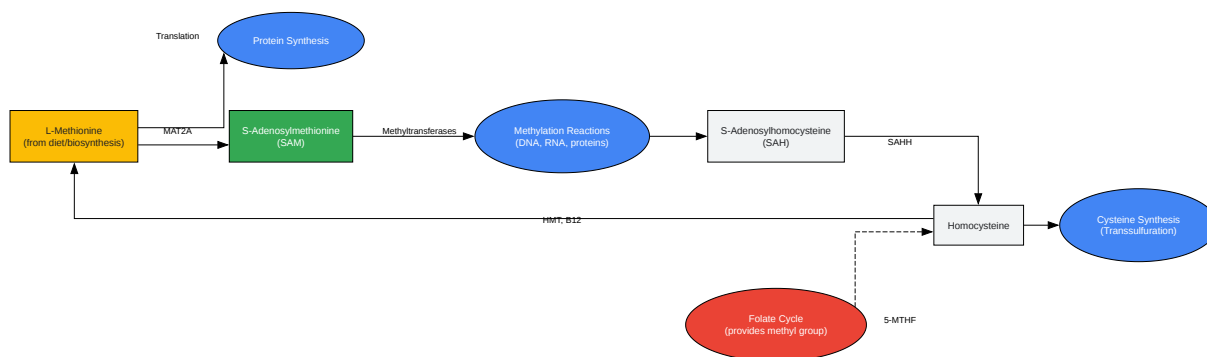 Translation
Protein Synthesis
L-Methionine
(from diet/biosynthesis)
MAT2A
S-Adenosylmethionine
(SAM)
Methyltransferases
Methylation Reactions
(DNA, RNA, proteins)
S-Adenosylhomocysteine
(SAH)
SAHH
HMT, B12
Homocysteine
Cysteine Synthesis
(Transsulfuration)
Folate Cycle
(provides methyl group)
5-MTHF